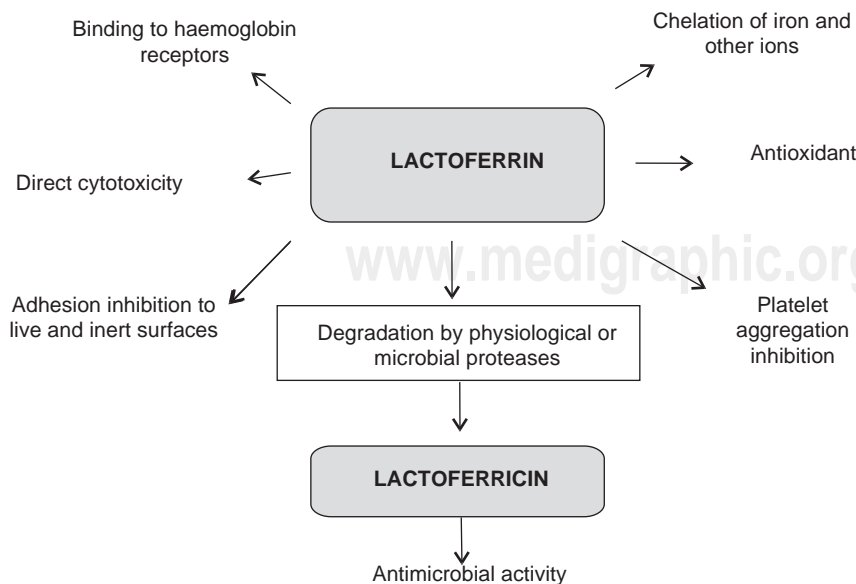 Binding to haemoglobin
receptors
Chelation of iron and
other ions
LACTOFERRIN
Direct cytotoxicity
Antioxidant
www.medigraphic.org
Adhesion inhibition to
live and inert surfaces
Degradation by physiological or
microbial proteases
Platelet
aggregation
inhibition
LACTOFERRICIN
Antimicrobial activity